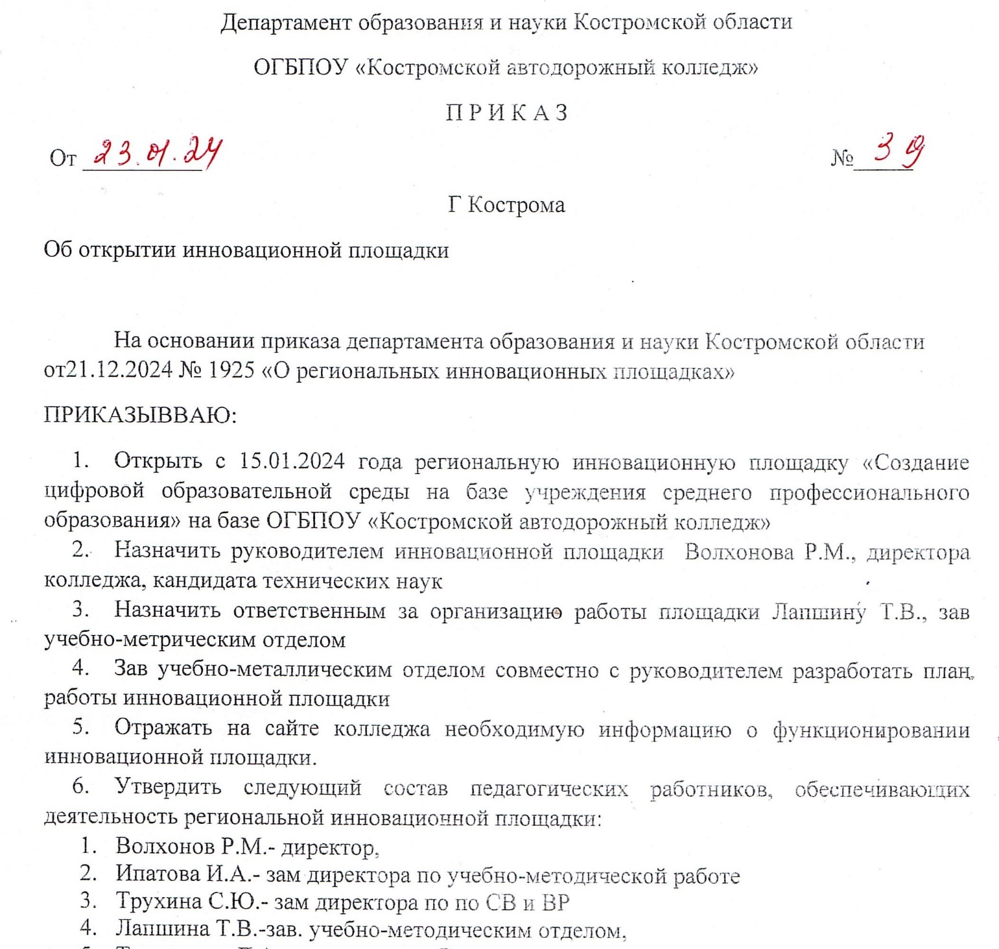 Департамент образования и науки Костромской области
ОГБПОУ «Костромской автодорожный колледж»
П Р И К А З
От 23.01.24 № 39
Г Кострома
Об открытии инновационной площадки
На основании приказа департамента образования и науки Костромской области
от21.12.2024 № 1925 «О региональных инновационных площадках»
ПРИКАЗЫВВАЮ:
1. Открыть с 15.01.2024 года региональную инновационную площадку «Создание
цифровой образовательной среды на базе учреждения среднего профессионального
образования» на базе ОГБПОУ «Костромской автодорожный колледж»
2. Назначить руководителем инновационной площадки Волхонова Р.М., директора
колледжа, кандидата технических наук
3. Назначить ответственным за организацию работы площадки Лапшину Т.В., зав
учебно-метрическим отделом
4. Зав учебно-металлическим отделом совместно с руководителем разработать план
работы инновационной площадки
5. Отражать на сайте колледжа необходимую информацию о функционировании
инновационной площадки.
6. Утвердить следующий состав педагогических работников, обеспечивающих
деятельность региональной инновационной площадки:
1. Волхонов Р.М.- директор,
2. Ипатова И.А.- зам директора по учебно-методической работе
3. Трухина С.Ю.- зам директора по по СВ и ВР
4. Лапшина Т.В.-зав. учебно-методическим отделом,